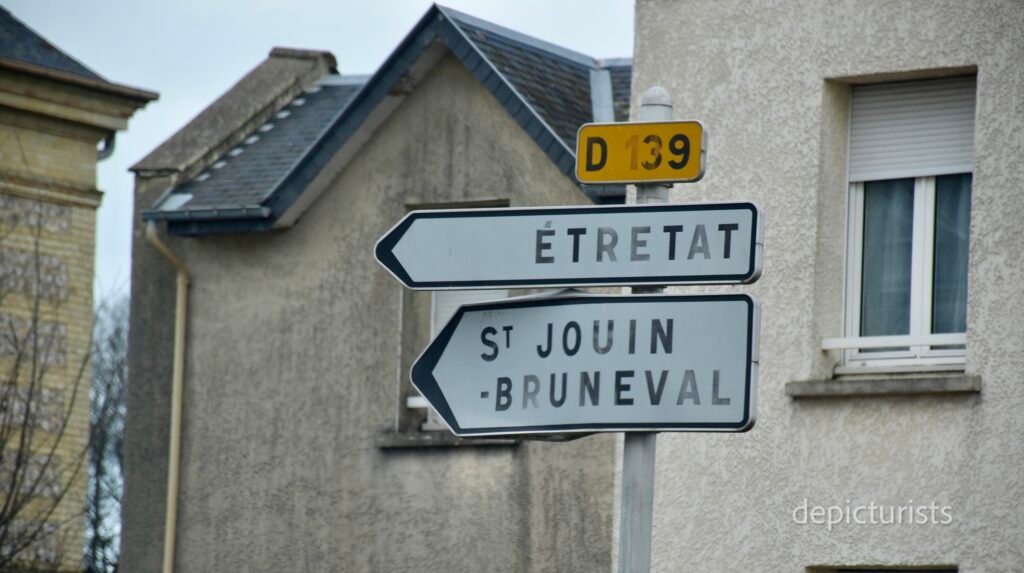 D 139
ÉTRETAT
ST JOUIN
-BRUNEVAL
depicturists